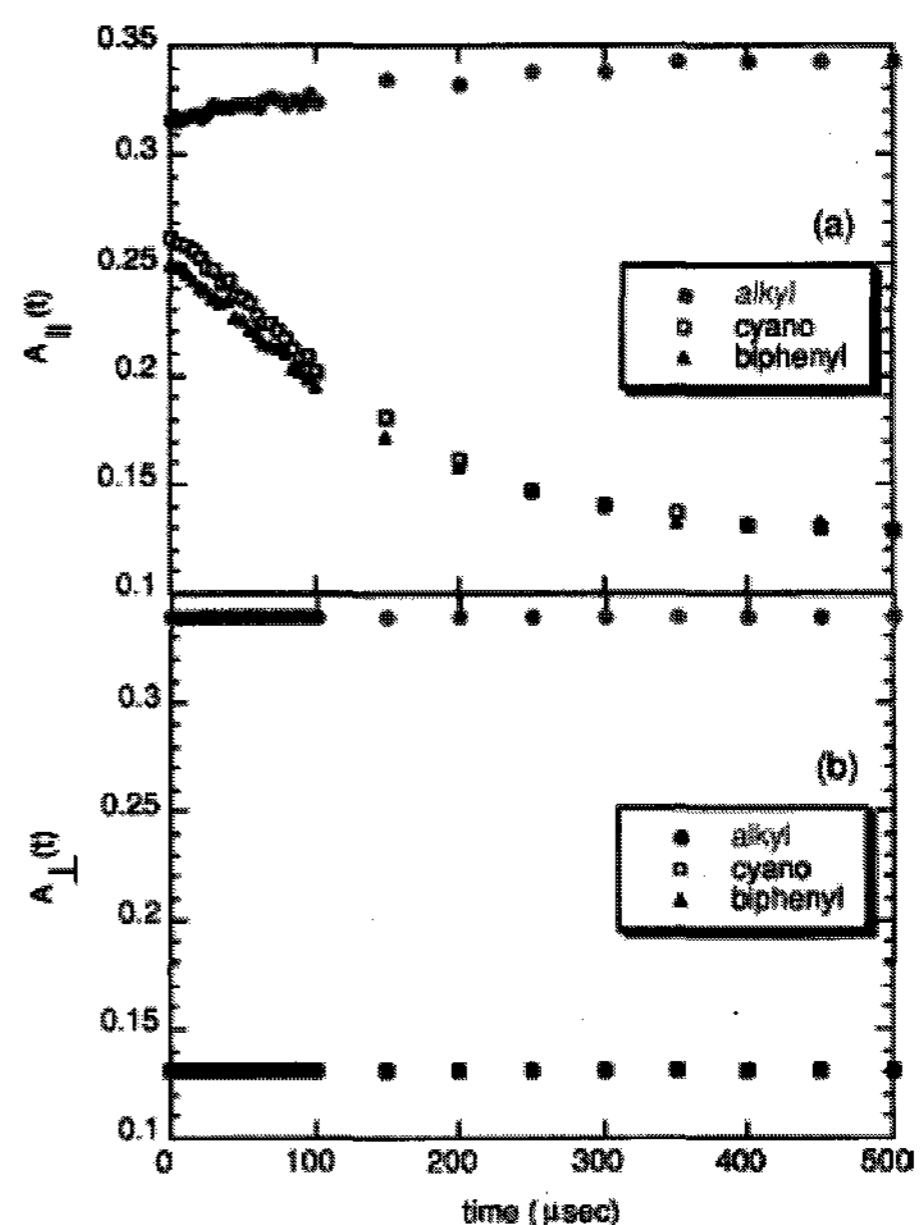 0.35
0.3
0.25
0.2
0.15
0.1
A ||(t)
(a)
alkyl
cyano
biphenyl
0.3
0.25
0.2
0.15
0.1
A ⊥(t)
(b)
alkyl
cyano
biphenyl
0 100 200 300 400 500
time (μsec)